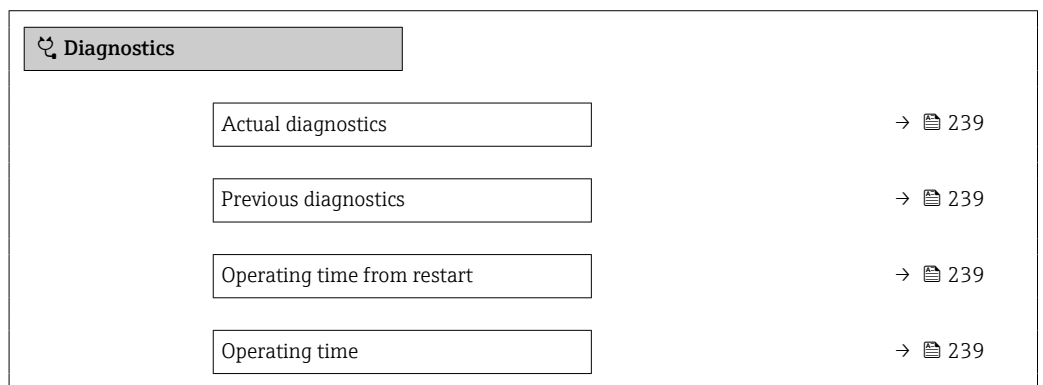 Diagnostics
Actual diagnostics → 239
Previous diagnostics → 239
Operating time from restart → 239
Operating time → 239